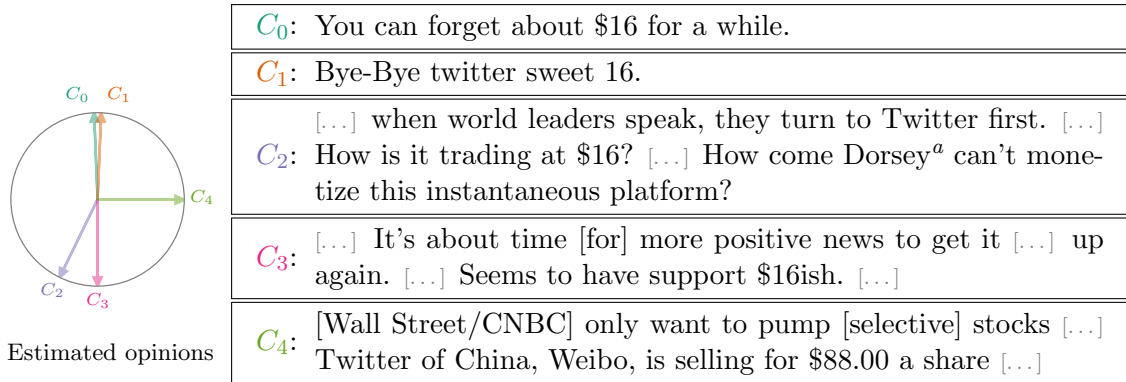 C0 C1
C4
C2
C3
Estimated opinions
C0: You can forget about $16 for a while.
C1: Bye-Bye twitter sweet 16.
[...] when world leaders speak, they turn to Twitter first. [...]
C2: How is it trading at $16? [...] How come Dorseyᵃ can't mone-
tize this instantaneous platform?
[...] It's about time [for] more positive news to get it [...] up
C3: again. [...] Seems to have support $16ish. [...]
C4: [Wall Street/CNBC] only want to pump [selective] stocks [...]
Twitter of China, Weibo, is selling for $88.00 a share [...]